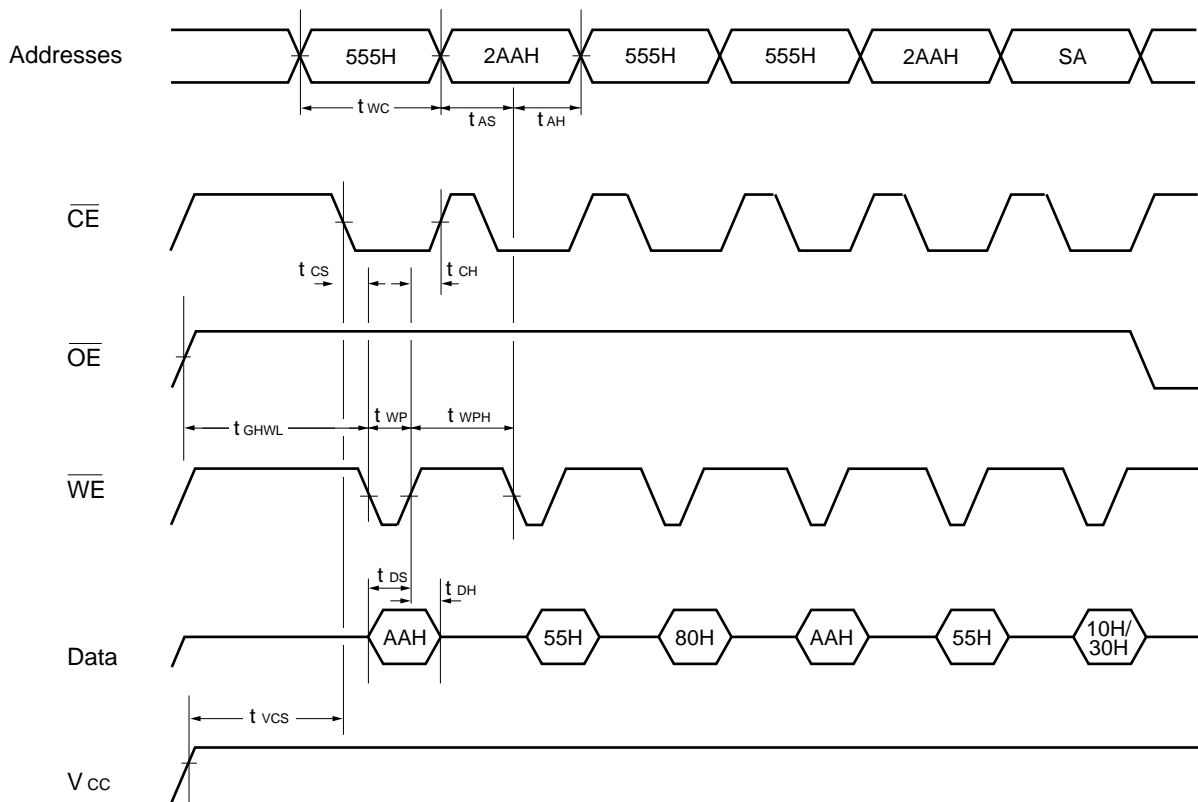 Addresses 555H 2AAH 555H 555H 2AAH SA
t WC t AS t AH
CE
t CS t CH
OE
t GHWL t WP t WPH
WE
t DS t DH
Data AAH 55H 80H AAH 55H 10H/
30H
t VCS
V CC